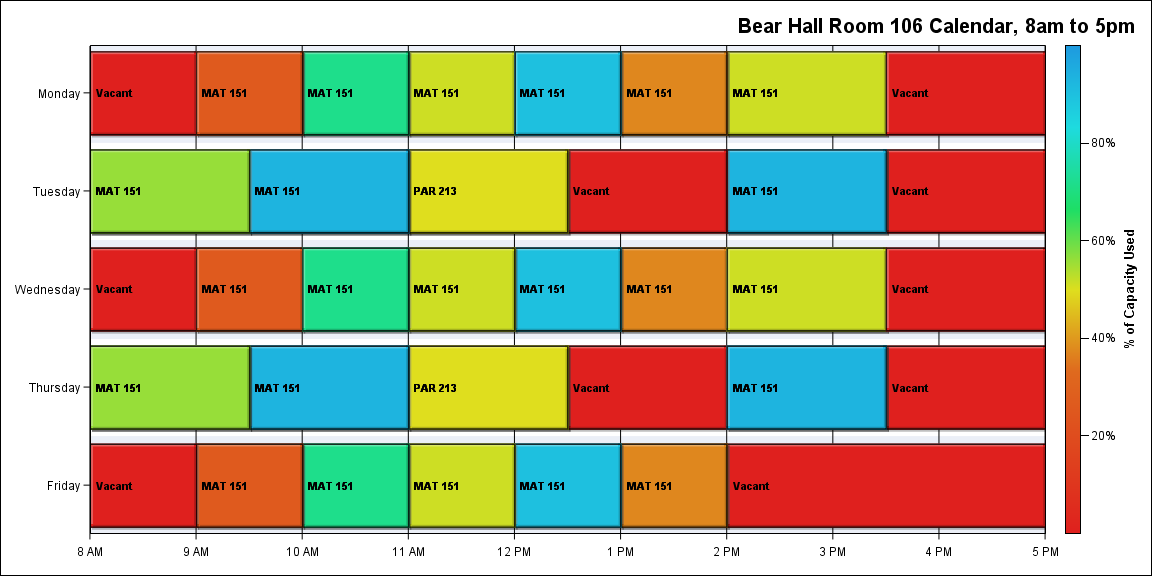 Bear Hall Room 106 Calendar, 8am to 5pm
Monday
Vacant MAT 151 MAT 151 MAT 151 MAT 151 MAT 151 MAT 151 Vacant
Tuesday
MAT 151 MAT 151 PAR 213 Vacant MAT 151 Vacant
Wednesday
Vacant MAT 151 MAT 151 MAT 151 MAT 151 MAT 151 MAT 151 Vacant
Thursday
MAT 151 MAT 151 PAR 213 Vacant MAT 151 Vacant
Friday
Vacant MAT 151 MAT 151 MAT 151 MAT 151 MAT 151 Vacant
8 AM 9 AM 10 AM 11 AM 12 PM 1 PM 2 PM 3 PM 4 PM 5 PM
80%
60%
40%
20%
% of Capacity Used